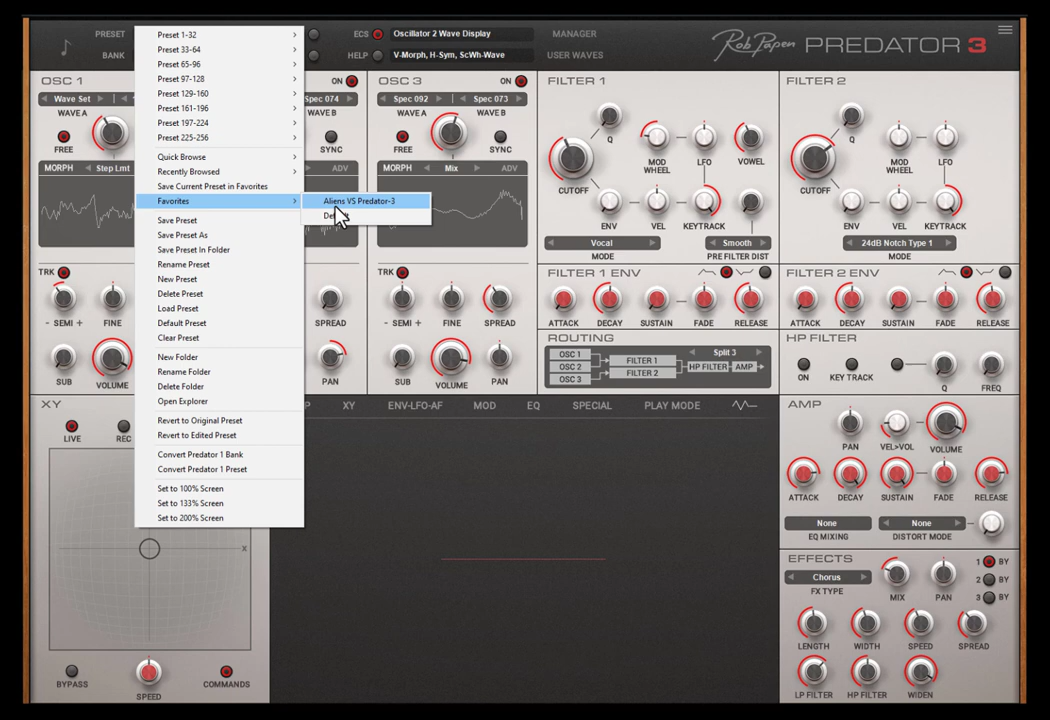 PRESET
BANK
ECS Oscillator 2 Wave Display MANAGER
HELP V-Morph, H-Sym, ScWh-Wave USER WAVES
Rob Papen PREDATOR 3
Preset 1-32
Preset 33-64
Preset 65-96
Preset 97-128
Preset 129-160
Preset 161-196
Preset 197-224
Preset 225-256
Quick Browse
Recently Browsed
Save Current Preset in Favorites
Favorites
Save Preset
Save Preset As
Save Preset In Folder
Rename Preset
New Preset
Delete Preset
Load Preset
Default Preset
Clear Preset
New Folder
Rename Folder
Delete Folder
Open Explorer
Revert to Original Preset
Revert to Edited Preset
Convert Predator 1 Bank
Convert Predator 1 Preset
Set to 100% Screen
Set to 133% Screen
Set to 200% Screen
Aliens VS Predator-3
OSC 1
Wave Set
WAVE A
FREE
MORPH Step Lmt
TRK
- SEMI + FINE
SUB VOLUME
ON
Spec 074
WAVE B
SYNC
ADV
SPREAD
PAN
OSC 3 ON
Spec 092 Spec 073
WAVE A WAVE B
FREE SYNC
MORPH Mix ADV
TRK
- SEMI + FINE SPREAD
SUB VOLUME PAN
FILTER 1
Q
CUTOFF MOD WHEEL LFO VOWEL
ENV VEL KEYTRACK
Vocal Smooth
MODE PRE FILTER DIST
FILTER 2
Q
CUTOFF MOD WHEEL LFO
ENV VEL KEYTRACK
24dB Notch Type 1
MODE
FILTER 1 ENV
ATTACK DECAY SUSTAIN FADE RELEASE
FILTER 2 ENV
ATTACK DECAY SUSTAIN FADE RELEASE
ROUTING
Split 3
OSC 1
OSC 2
OSC 3
FILTER 1
FILTER 2
HP FILTER AMP
HP FILTER
ON KEY TRACK Q FREQ
XY
LIVE REC
X
BYPASS SPEED COMMANDS
P XY ENV-LFO-AF MOD EQ SPECIAL PLAY MODE
AMP
PAN VEL>VOL VOLUME
ATTACK DECAY SUSTAIN FADE RELEASE
None None
EQ MIXING DISTORT MODE
EFFECTS
Chorus
FX TYPE MIX PAN
1 BY
2 BY
3 BY
LENGTH WIDTH SPEED SPREAD
LP FILTER HP FILTER WIDEN